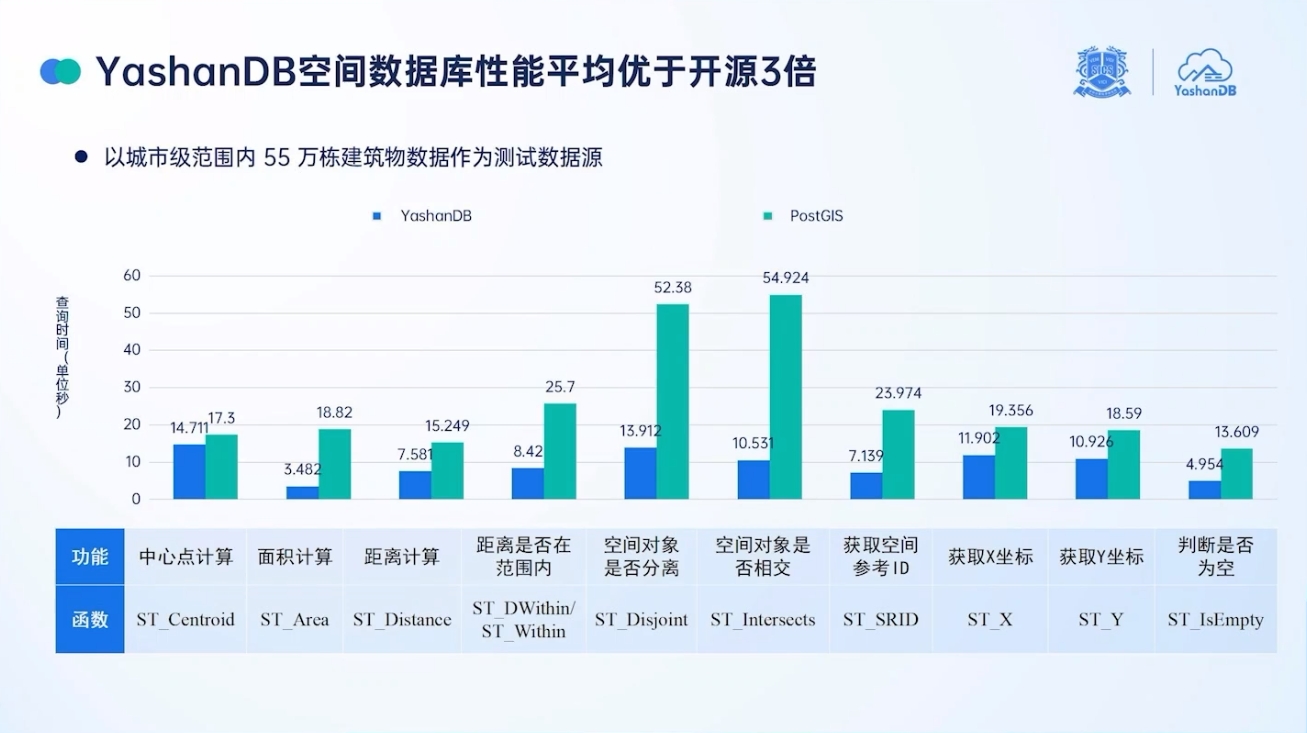 YashanDB空间数据库性能平均优于开源3倍
YashanDB
以城市级范围内 55 万栋建筑物数据作为测试数据源
YashanDB
PostGIS
查询时间(单位秒)
60
50
40
30
20
10
0
14.711
17.3
3.482
18.82
7.581
15.249
8.42
25.7
13.912
52.38
10.531
54.924
7.139
23.974
11.902
19.356
10.926
18.59
4.954
13.609
功能
中心点计算
面积计算
距离计算
距离是否在
范围内
空间对象
是否分离
空间对象是
否相交
获取空间
参考ID
获取X坐标
获取Y坐标
判断是否
为空
函数
ST_Centroid
ST_Area
ST_Distance
ST_DWithin/
ST_Within
ST_Disjoint
ST_Intersects
ST_SRID
ST_X
ST_Y
ST_IsEmpty